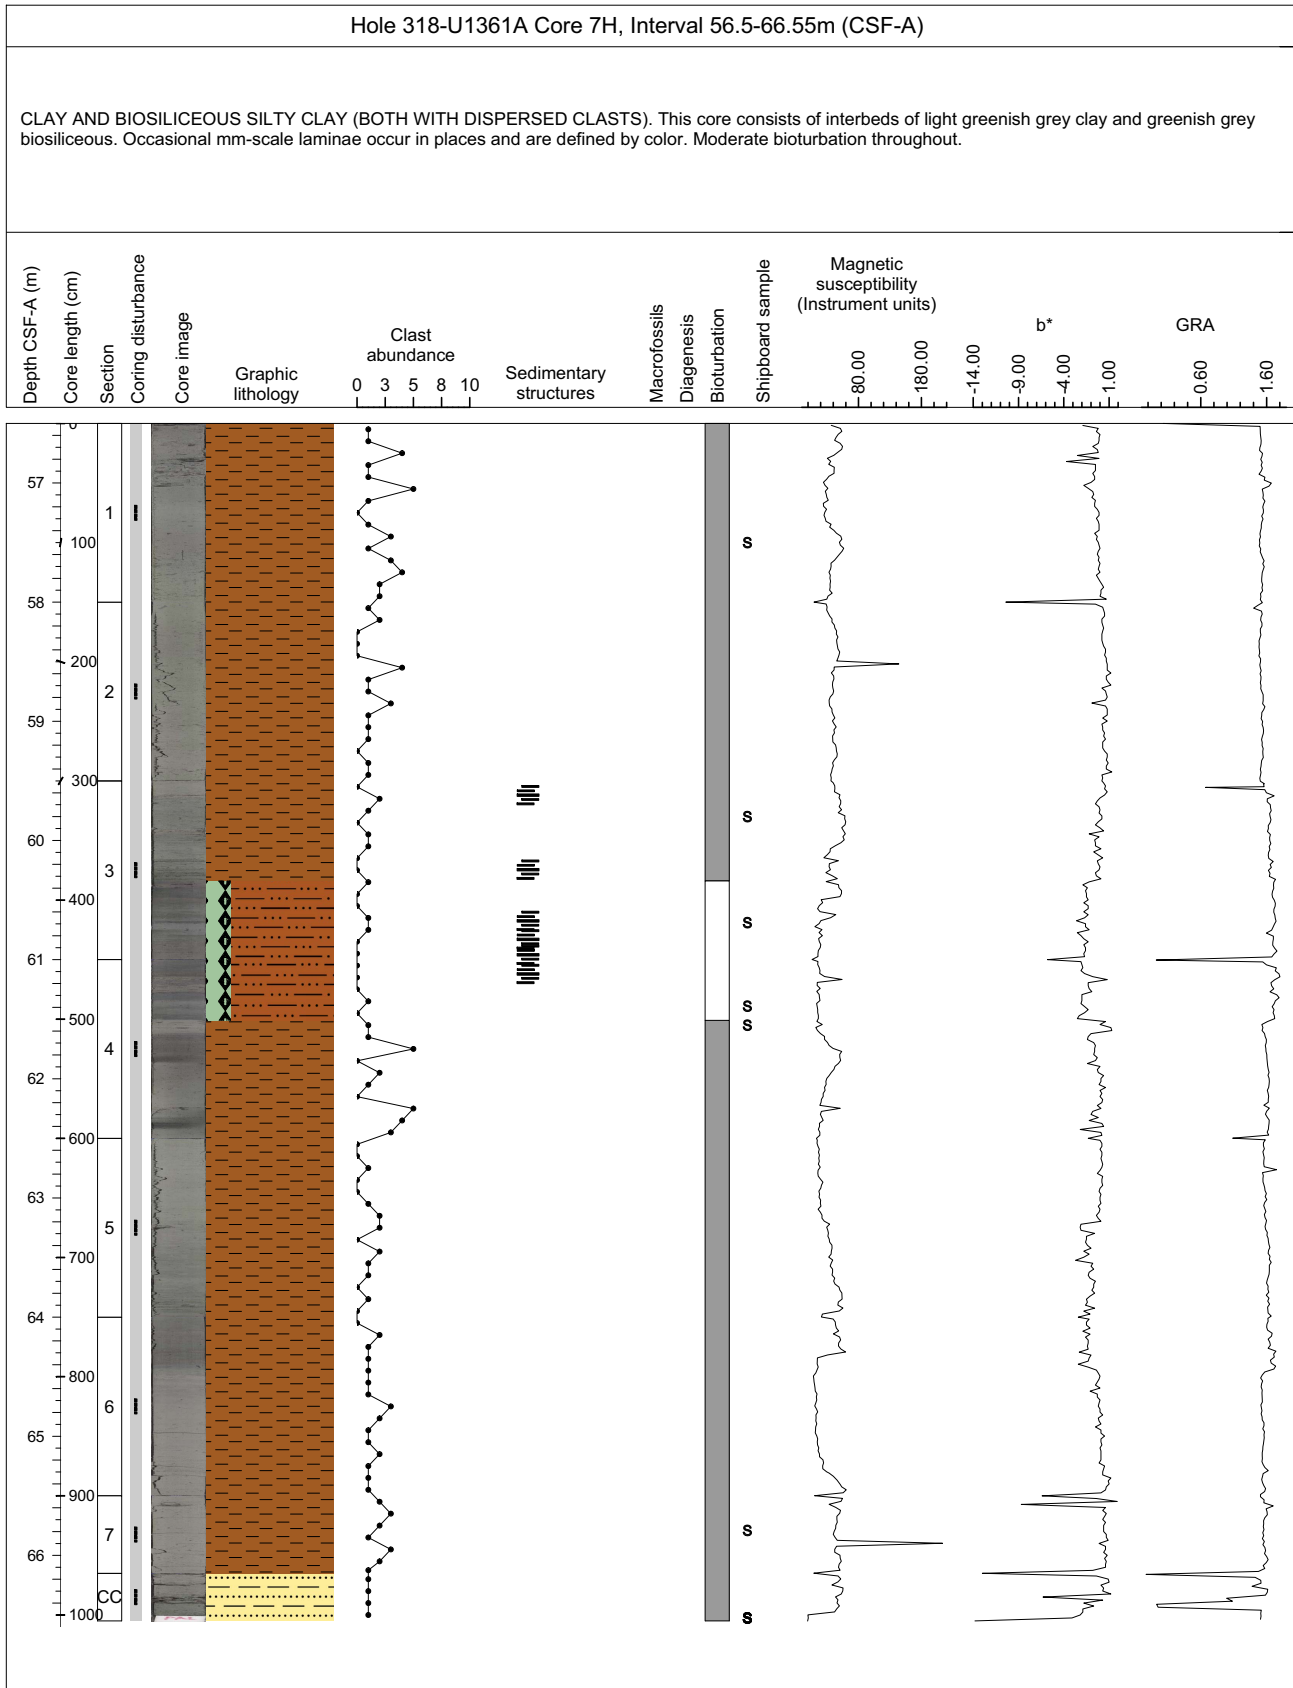 Hole 318-U1361A Core 7H, Interval 56.5-66.55m (CSF-A)
CLAY AND BIOSILICEOUS SILTY CLAY (BOTH WITH DISPERSED CLASTS). This core consists of interbeds of light greenish grey clay and greenish grey
biosiliceous. Occasional mm-scale laminae occur in places and are defined by color. Moderate bioturbation throughout.
Depth CSF-A (m)
Core length (cm)
Section
Coring disturbance
Core image
Graphic
lithology
Clast
abundance
0 3 5 8 10
Sedimentary
structures
Macrofossils
Diagenesis
Bioturbation
Shipboard sample
Magnetic
susceptibility
(Instrument units)
80.00
180.00
b*
-14.00
-9.00
-4.00
1.00
GRA
0.60
1.60
0
57
1
100
S
58
200
2
59
300
S
60
3
400
S
61
S
500
S
4
62
600
63
5
700
64
800
6
65
900
7
S
66
CC
1000
S